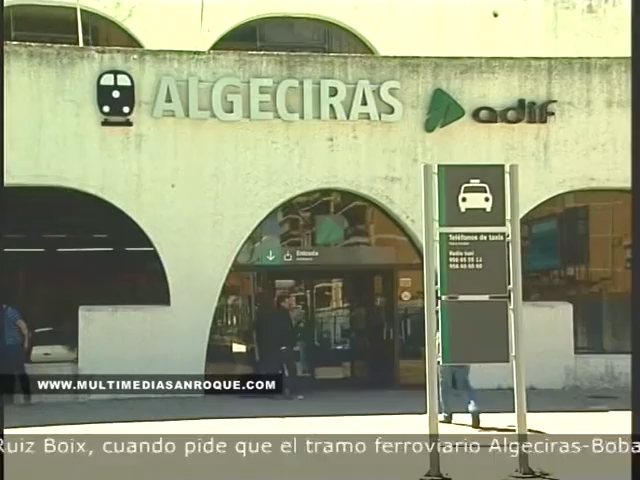 ALGECIRAS
adif
Entrada
Teléfonos de taxis
Radio taxi
WWW.MULTIMEDIASANROQUE.COM
Ruiz Boix, cuando pide que el tramo ferroviario Algeciras-Boba